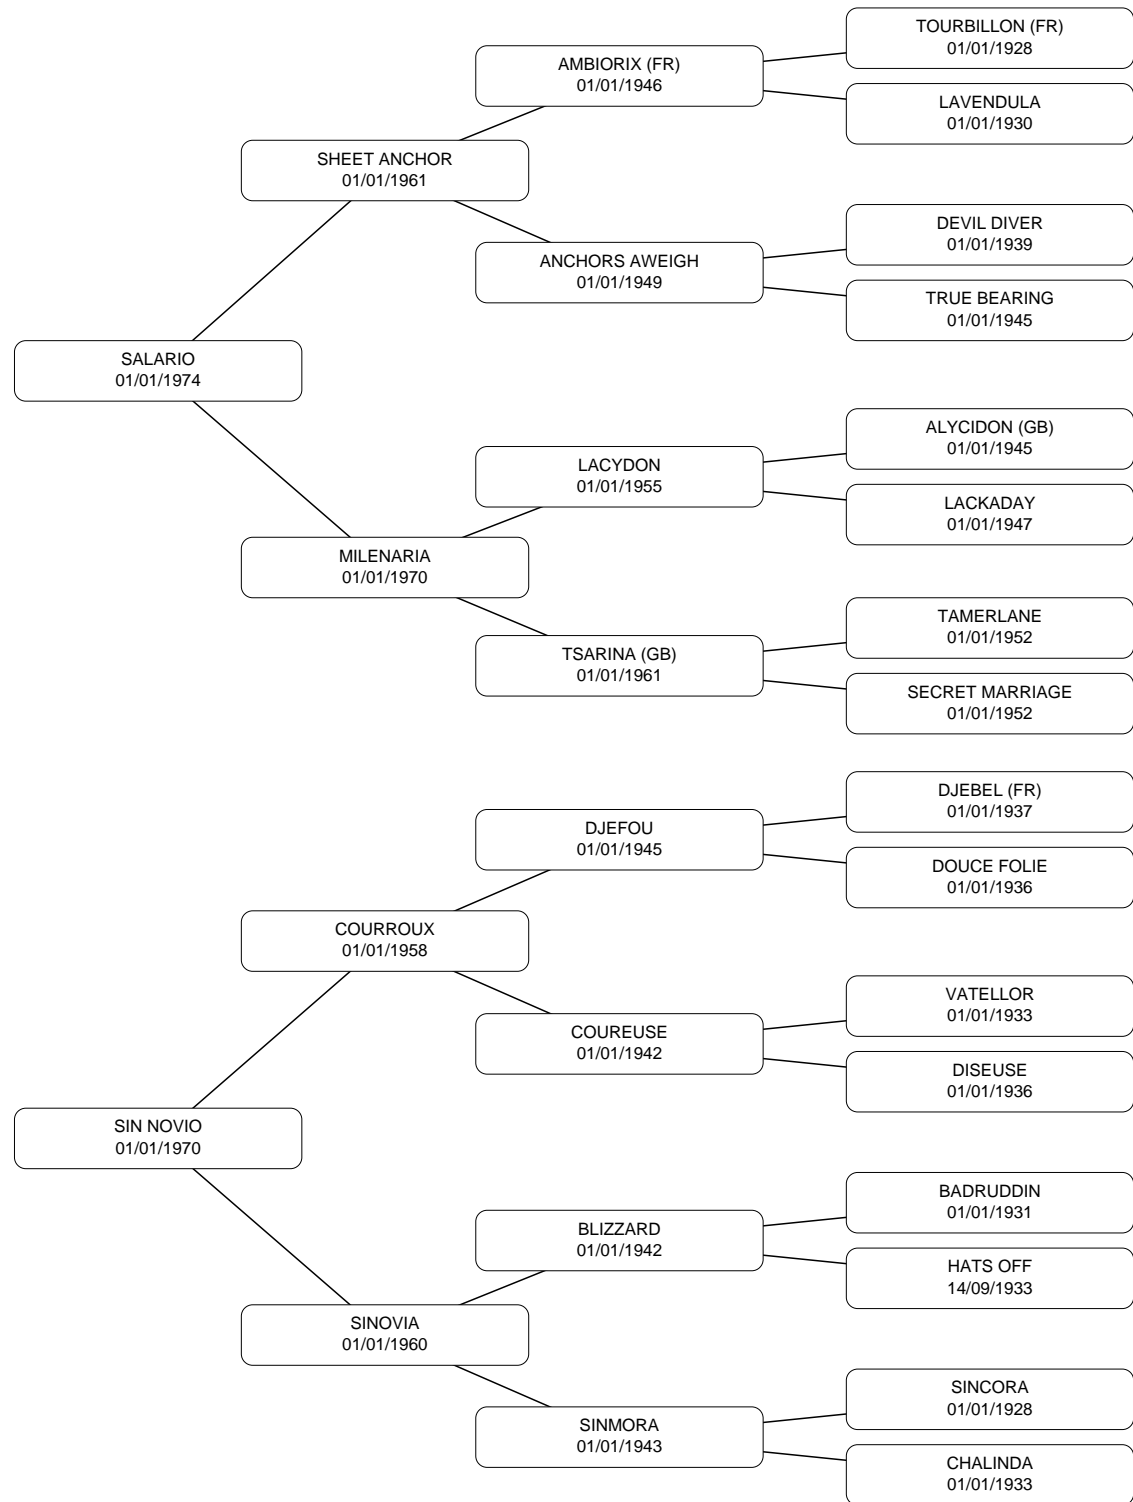 TOURBILLON (FR)
01/01/1928
AMBIORIX (FR)
01/01/1946
LAVENDULA
01/01/1930
SHEET ANCHOR
01/01/1961
DEVIL DIVER
01/01/1939
ANCHORS AWEIGH
01/01/1949
TRUE BEARING
01/01/1945
SALARIO
01/01/1974
ALYCIDON (GB)
01/01/1945
LACYDON
01/01/1955
LACKADAY
01/01/1947
MILENARIA
01/01/1970
TAMERLANE
01/01/1952
TSARINA (GB)
01/01/1961
SECRET MARRIAGE
01/01/1952
DJEBEL (FR)
01/01/1937
DJEFOU
01/01/1945
DOUCE FOLIE
01/01/1936
COURROUX
01/01/1958
VATELLOR
01/01/1933
COUREUSE
01/01/1942
DISEUSE
01/01/1936
SIN NOVIO
01/01/1970
BADRUDDIN
01/01/1931
BLIZZARD
01/01/1942
HATS OFF
14/09/1933
SINOVIA
01/01/1960
SINCORA
01/01/1928
SINMORA
01/01/1943
CHALINDA
01/01/1933